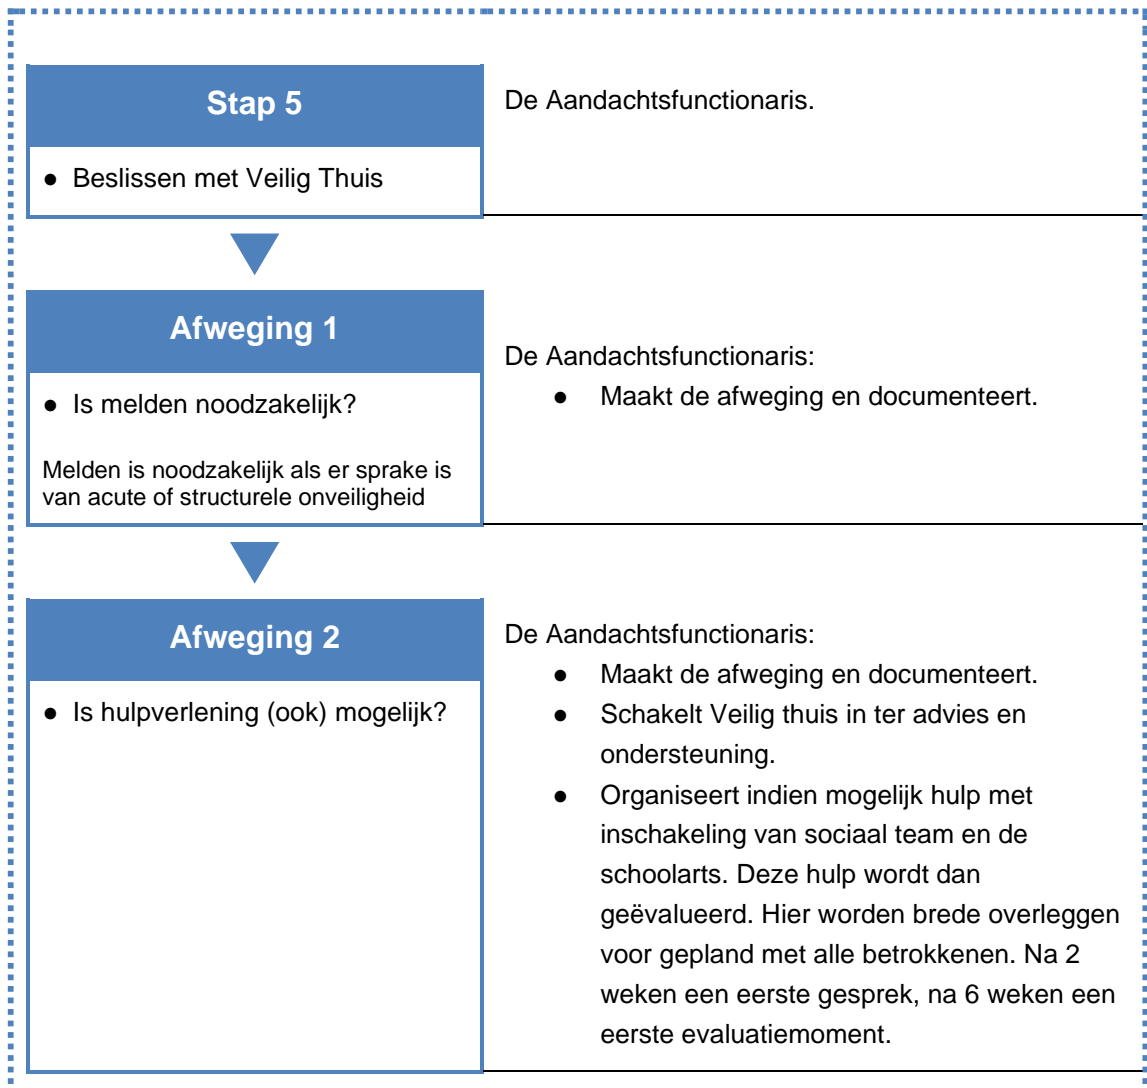 Stap 5
● Beslissen met Veilig Thuis
De Aandachtsfunctionaris.
Afweging 1
● Is melden noodzakelijk?
Melden is noodzakelijk als er sprake is
van acute of structurele onveiligheid
De Aandachtsfunctionaris:
● Maakt de afweging en documenteert.
Afweging 2
● Is hulpverlening (ook) mogelijk?
De Aandachtsfunctionaris:
● Maakt de afweging en documenteert.
● Schakelt Veilig thuis in ter advies en
ondersteuning.
● Organiseert indien mogelijk hulp met
inschakeling van sociaal team en de
schoolarts. Deze hulp wordt dan
geëvalueerd. Hier worden brede overleggen
voor gepland met alle betrokkenen. Na 2
weken een eerste gesprek, na 6 weken een
eerste evaluatiemoment.